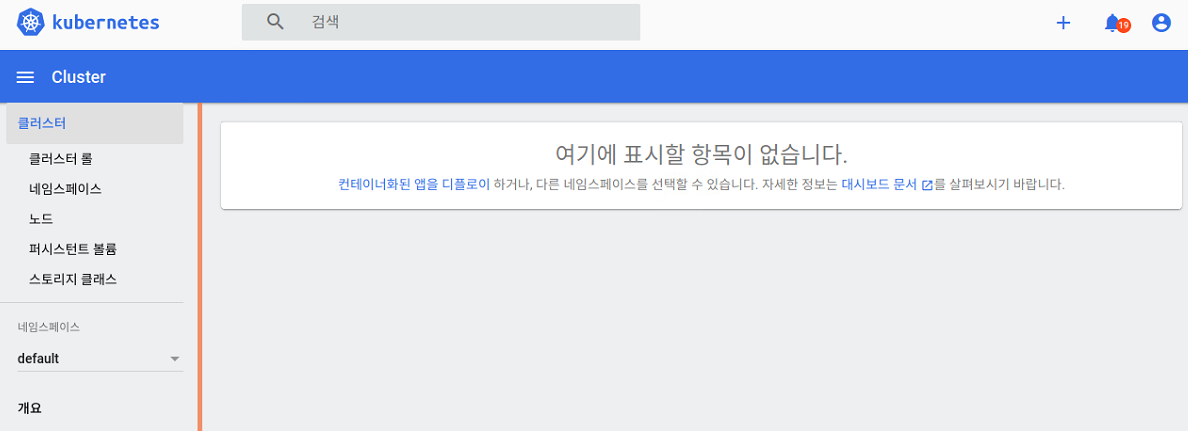 kubernetes
검색
19
Cluster
클러스터
클러스터 롤
네임스페이스
노드
퍼시스턴트 볼륨
스토리지 클래스
네임스페이스
default
개요
여기에 표시할 항목이 없습니다.
컨테이너화된 앱을 디플로이 하거나, 다른 네임스페이스를 선택할 수 있습니다. 자세한 정보는 대시보드 문서 를 살펴보시기 바랍니다.